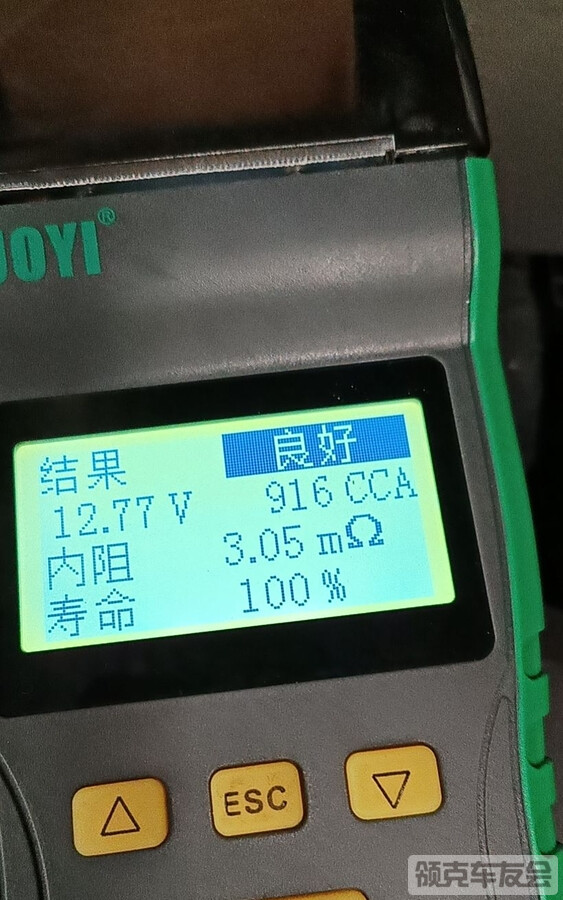 UOYI®
结果 良好
12.77 V 916 CCA
内阻 3.05 mΩ
寿命 100 %
ESC
领克车友会